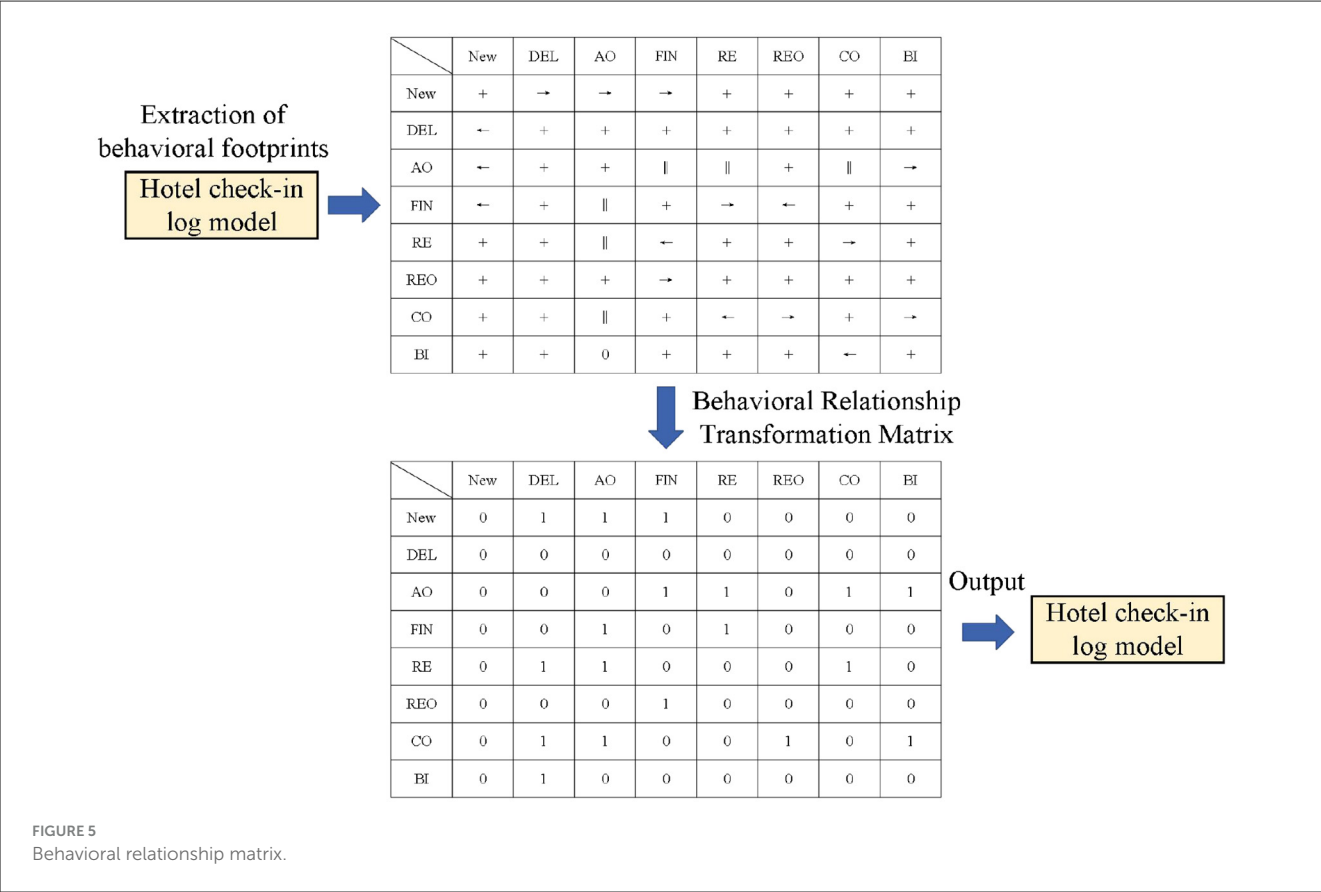 New DEL AO FIN RE REO CO BI
New + → → → + + + +
DEL ← + + + + + + +
AO ← + + ‖ ‖ + ‖ →
FIN ← + ‖ + → ← + +
RE + + ‖ ← + + → +
REO + + + → + + + +
CO + + ‖ + ← → + →
BI + + 0 + + + ← +
Extraction of
behavioral footprints
Hotel check-in
log model
Behavioral Relationship
Transformation Matrix
New DEL AO FIN RE REO CO BI
New 0 1 1 1 0 0 0 0
DEL 0 0 0 0 0 0 0 0
AO 0 0 0 1 1 0 1 1
FIN 0 0 1 0 1 0 0 0
RE 0 1 1 0 0 0 1 0
REO 0 0 0 1 0 0 0 0
CO 0 1 1 0 0 1 0 1
BI 0 1 0 0 0 0 0 0
Output
Hotel check-in
log model
FIGURE 5
Behavioral relationship matrix.